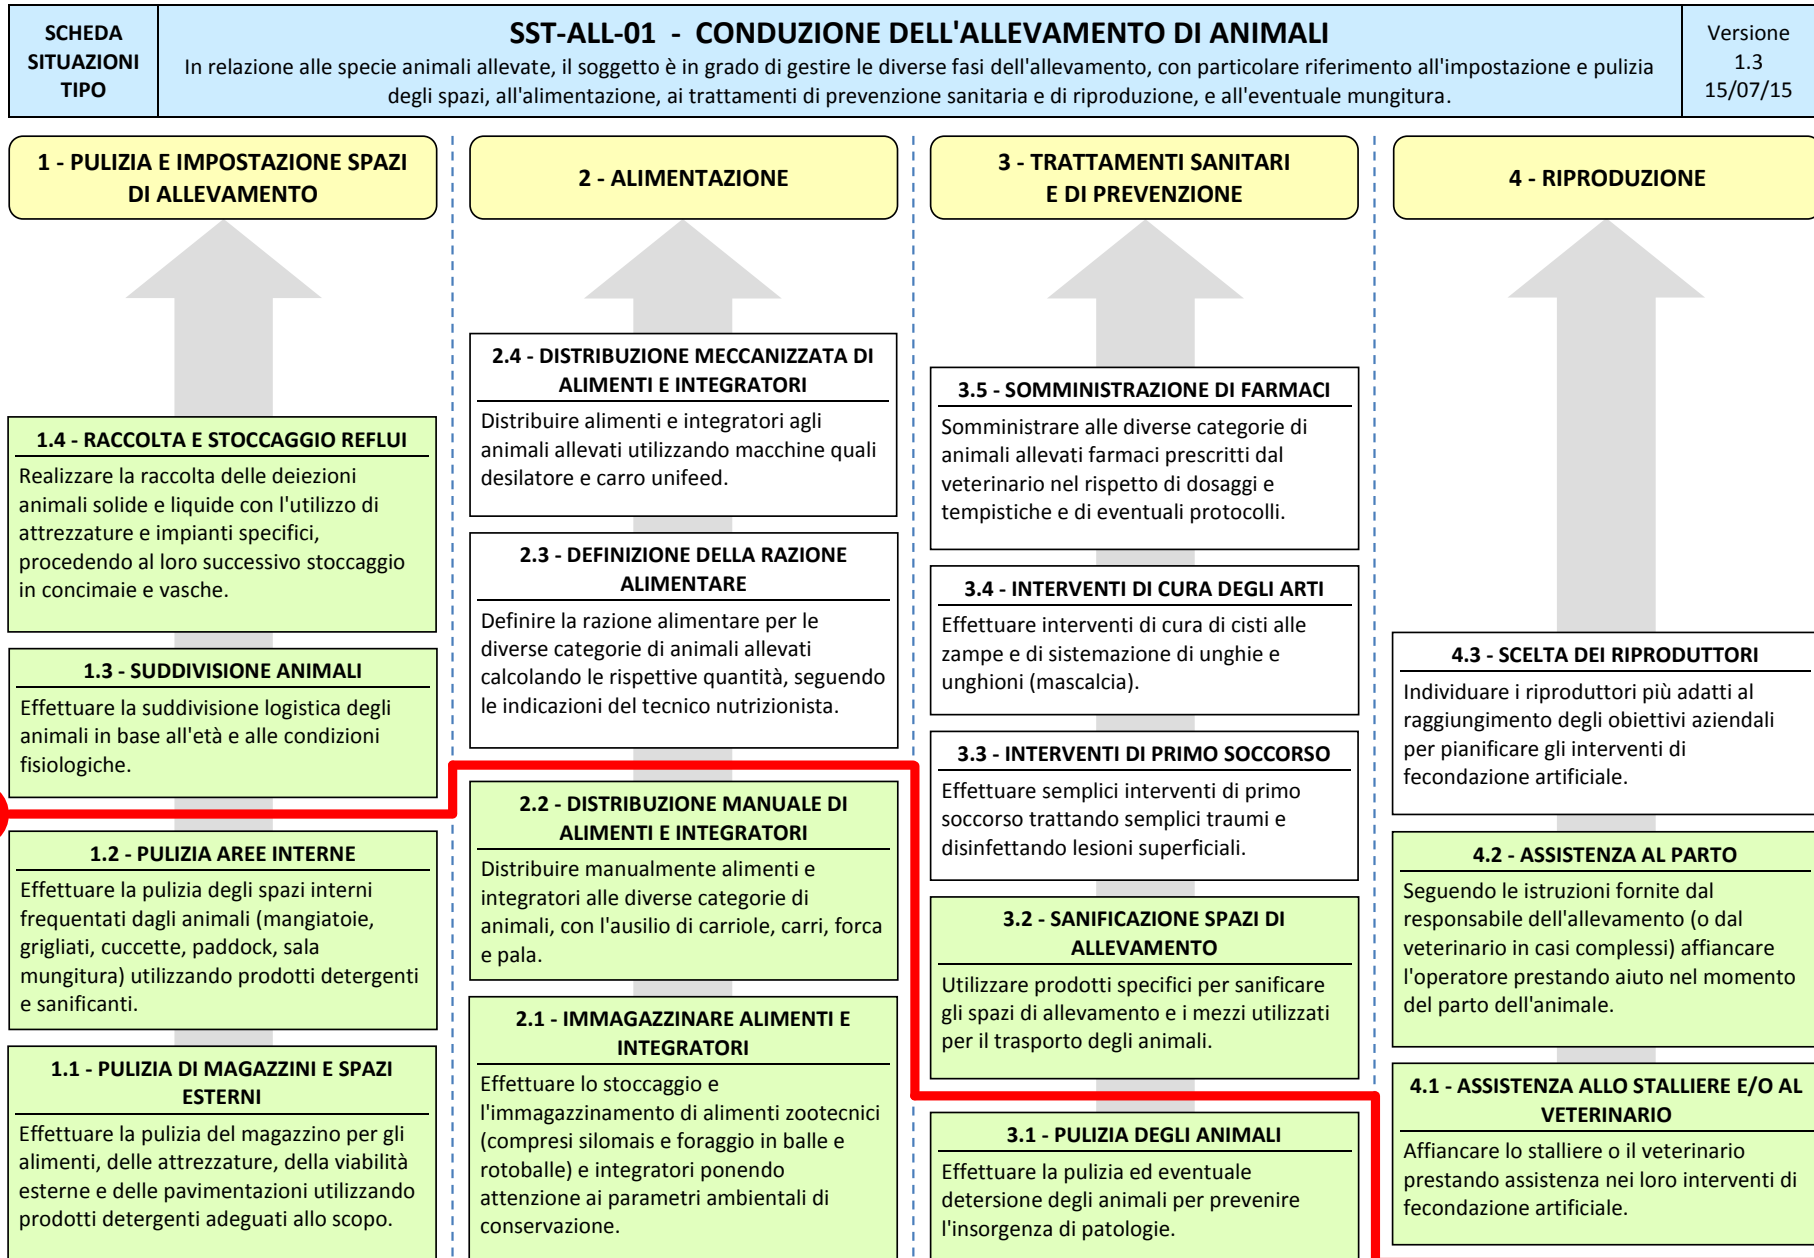 SCHEDA
SITUAZIONI
TIPO
SST-ALL-01 - CONDUZIONE DELL'ALLEVAMENTO DI ANIMALI
In relazione alle specie animali allevate, il soggetto è in grado di gestire le diverse fasi dell'allevamento, con particolare riferimento all'impostazione e pulizia
degli spazi, all'alimentazione, ai trattamenti di prevenzione sanitaria e di riproduzione, e all'eventuale mungitura.
Versione
1.3
15/07/15
1 - PULIZIA E IMPOSTAZIONE SPAZI
DI ALLEVAMENTO
1.4 - RACCOLTA E STOCCAGGIO REFLUI
Realizzare la raccolta delle deiezioni
animali solide e liquide con l'utilizzo di
attrezzature e impianti specifici,
procedendo al loro successivo stoccaggio
in concimaie e vasche.
1.3 - SUDDIVISIONE ANIMALI
Effettuare la suddivisione logistica degli
animali in base all'età e alle condizioni
fisiologiche.
1.2 - PULIZIA AREE INTERNE
Effettuare la pulizia degli spazi interni
frequentati dagli animali (mangiatoie,
grigliati, cuccette, paddock, sala
mungitura) utilizzando prodotti detergenti
e sanificanti.
1.1 - PULIZIA DI MAGAZZINI E SPAZI
ESTERNI
Effettuare la pulizia del magazzino per gli
alimenti, delle attrezzature, della viabilità
esterne e delle pavimentazioni utilizzando
prodotti detergenti adeguati allo scopo.
2 - ALIMENTAZIONE
2.4 - DISTRIBUZIONE MECCANIZZATA DI
ALIMENTI E INTEGRATORI
Distribuire alimenti e integratori agli
animali allevati utilizzando macchine quali
desilatore e carro unifeed.
2.3 - DEFINIZIONE DELLA RAZIONE
ALIMENTARE
Definire la razione alimentare per le
diverse categorie di animali allevati
calcolando le rispettive quantità, seguendo
le indicazioni del tecnico nutrizionista.
2.2 - DISTRIBUZIONE MANUALE DI
ALIMENTI E INTEGRATORI
Distribuire manualmente alimenti e
integratori alle diverse categorie di
animali, con l'ausilio di carriole, carri, forca
e pala.
2.1 - IMMAGAZZINARE ALIMENTI E
INTEGRATORI
Effettuare lo stoccaggio e
l'immagazzinamento di alimenti zootecnici
(compresi silomais e foraggio in balle e
rotoballe) e integratori ponendo
attenzione ai parametri ambientali di
conservazione.
3 - TRATTAMENTI SANITARI
E DI PREVENZIONE
3.5 - SOMMINISTRAZIONE DI FARMACI
Somministrare alle diverse categorie di
animali allevati farmaci prescritti dal
veterinario nel rispetto di dosaggi e
tempistiche e di eventuali protocolli.
3.4 - INTERVENTI DI CURA DEGLI ARTI
Effettuare interventi di cura di cisti alle
zampe e di sistemazione di unghie e
unghioni (mascalcia).
3.3 - INTERVENTI DI PRIMO SOCCORSO
Effettuare semplici interventi di primo
soccorso trattando semplici traumi e
disinfettando lesioni superficiali.
3.2 - SANIFICAZIONE SPAZI DI
ALLEVAMENTO
Utilizzare prodotti specifici per sanificare
gli spazi di allevamento e i mezzi utilizzati
per il trasporto degli animali.
3.1 - PULIZIA DEGLI ANIMALI
Effettuare la pulizia ed eventuale
detersione degli animali per prevenire
l'insorgenza di patologie.
4 - RIPRODUZIONE
4.3 - SCELTA DEI RIPRODUTTORI
Individuare i riproduttori più adatti al
raggiungimento degli obiettivi aziendali
per pianificare gli interventi di
fecondazione artificiale.
4.2 - ASSISTENZA AL PARTO
Seguendo le istruzioni fornite dal
responsabile dell'allevamento (o dal
veterinario in casi complessi) affiancare
l'operatore prestando aiuto nel momento
del parto dell'animale.
4.1 - ASSISTENZA ALLO STALLIERE E/O AL
VETERINARIO
Affiancare lo stalliere o il veterinario
prestando assistenza nei loro interventi di
fecondazione artificiale.